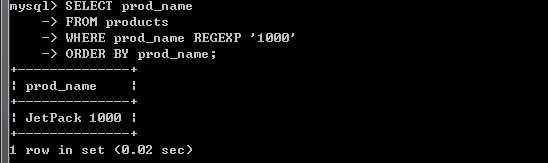 mysql> SELECT prod_name
    -> FROM products
    -> WHERE prod_name REGEXP '1000'
    -> ORDER BY prod_name;
+--------------+
¦ prod_name    ¦
+--------------+
¦ JetPack 1000 ¦
+--------------+
1 row in set (0.02 sec)